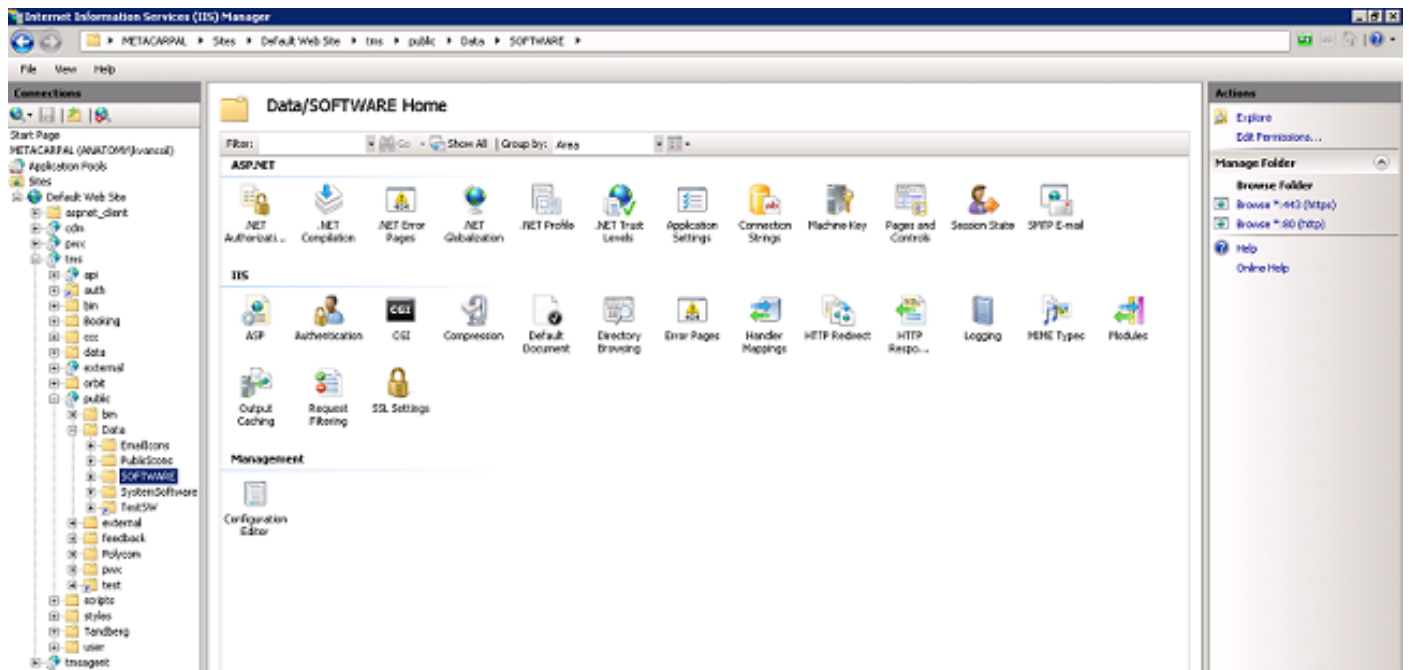 Internet Information Services (IIS) Manager
METACARPAL Sites Default Web Site tms public Data SOFTWARE
File View Help
Connections
Start Page
METACARPAL (ANATOMY\kvancoil)
Application Pools
Sites
Default Web Site
aspnet_client
cdm
pwx
tms
api
auth
bin
Booking
ccc
data
external
orbit
public
bin
Data
EmailIcons
PublicIcons
SOFTWARE
SystemSoftware
TestSW
external
feedback
Polycom
pwx
test
scripts
styles
Tandberg
user
tmsagent
Data/SOFTWARE Home
Filter: Go Show All Group by: Area
ASP.NET
.NET Authorizati...
.NET Compilation
.NET Error Pages
.NET Globalization
.NET Profile
.NET Trust Levels
Application Settings
Connection Strings
Machine Key
Pages and Controls
Session State
SMTP E-mail
IIS
ASP
Authentication
CGI
Compression
Default Document
Directory Browsing
Error Pages
Handler Mappings
HTTP Redirect
HTTP Respo...
Logging
MIME Types
Modules
Output Caching
Request Filtering
SSL Settings
Management
Configuration Editor
Actions
Explore
Edit Permissions...
Manage Folder
Browse Folder
Browse *:443 (https)
Browse *:80 (http)
Help
Online Help